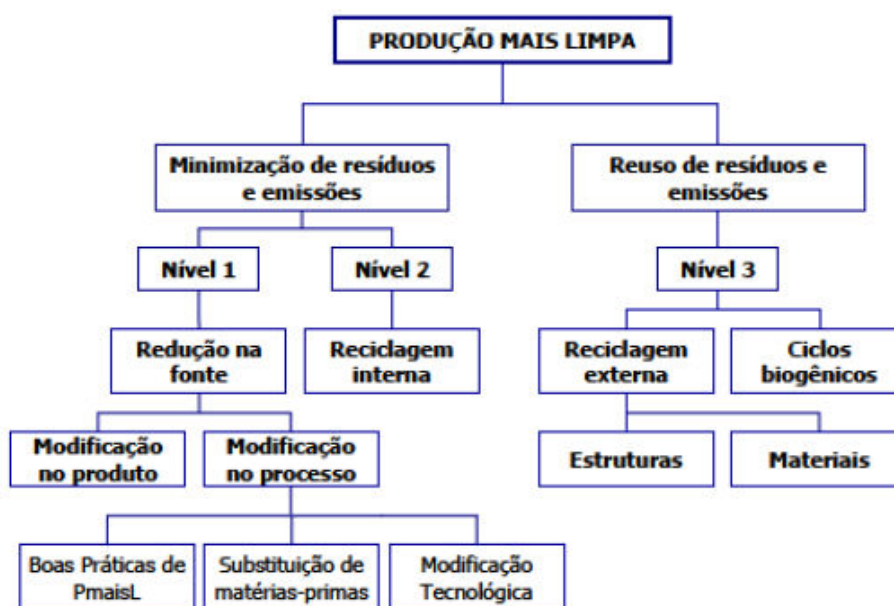 PRODUÇÃO MAIS LIMPA
Minimização de resíduos
e emissões
Reuso de resíduos e
emissões
Nível 1
Nível 2
Nível 3
Redução na
fonte
Reciclagem
interna
Reciclagem
externa
Ciclos
biogênicos
Modificação
no produto
Modificação
no processo
Estruturas
Materiais
Boas Práticas de
PmaisL
Substituição de
matérias-primas
Modificação
Tecnológica